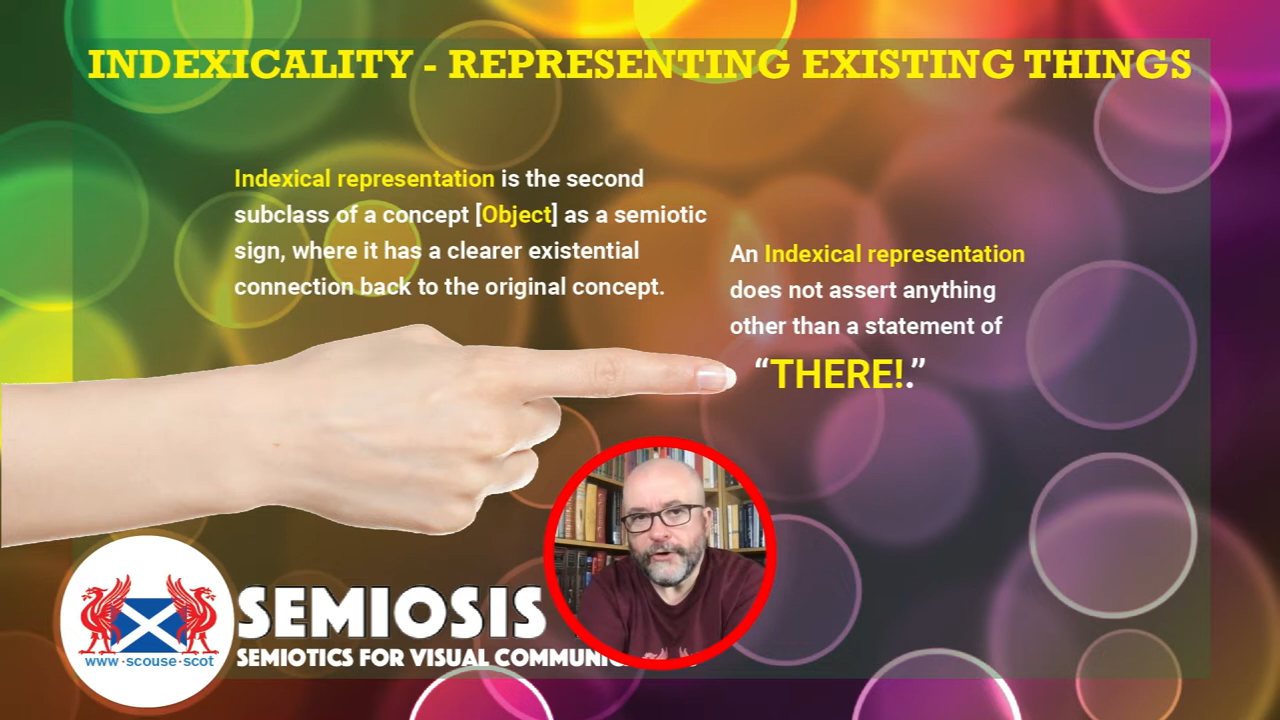 INDEXICALITY - REPRESENTING EXISTING THINGS
Indexical representation is the second
subclass of a concept [Object] as a semiotic
sign, where it has a clearer existential
connection back to the original concept.
An Indexical representation
does not assert anything
other than a statement of
“THERE!.”
SEMIOSIS
SEMIOTICS FOR VISUAL
www·scouse·scot